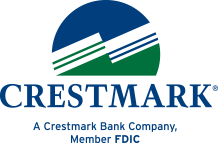 CRESTMARK®
A Crestmark Bank Company,
Member FDIC